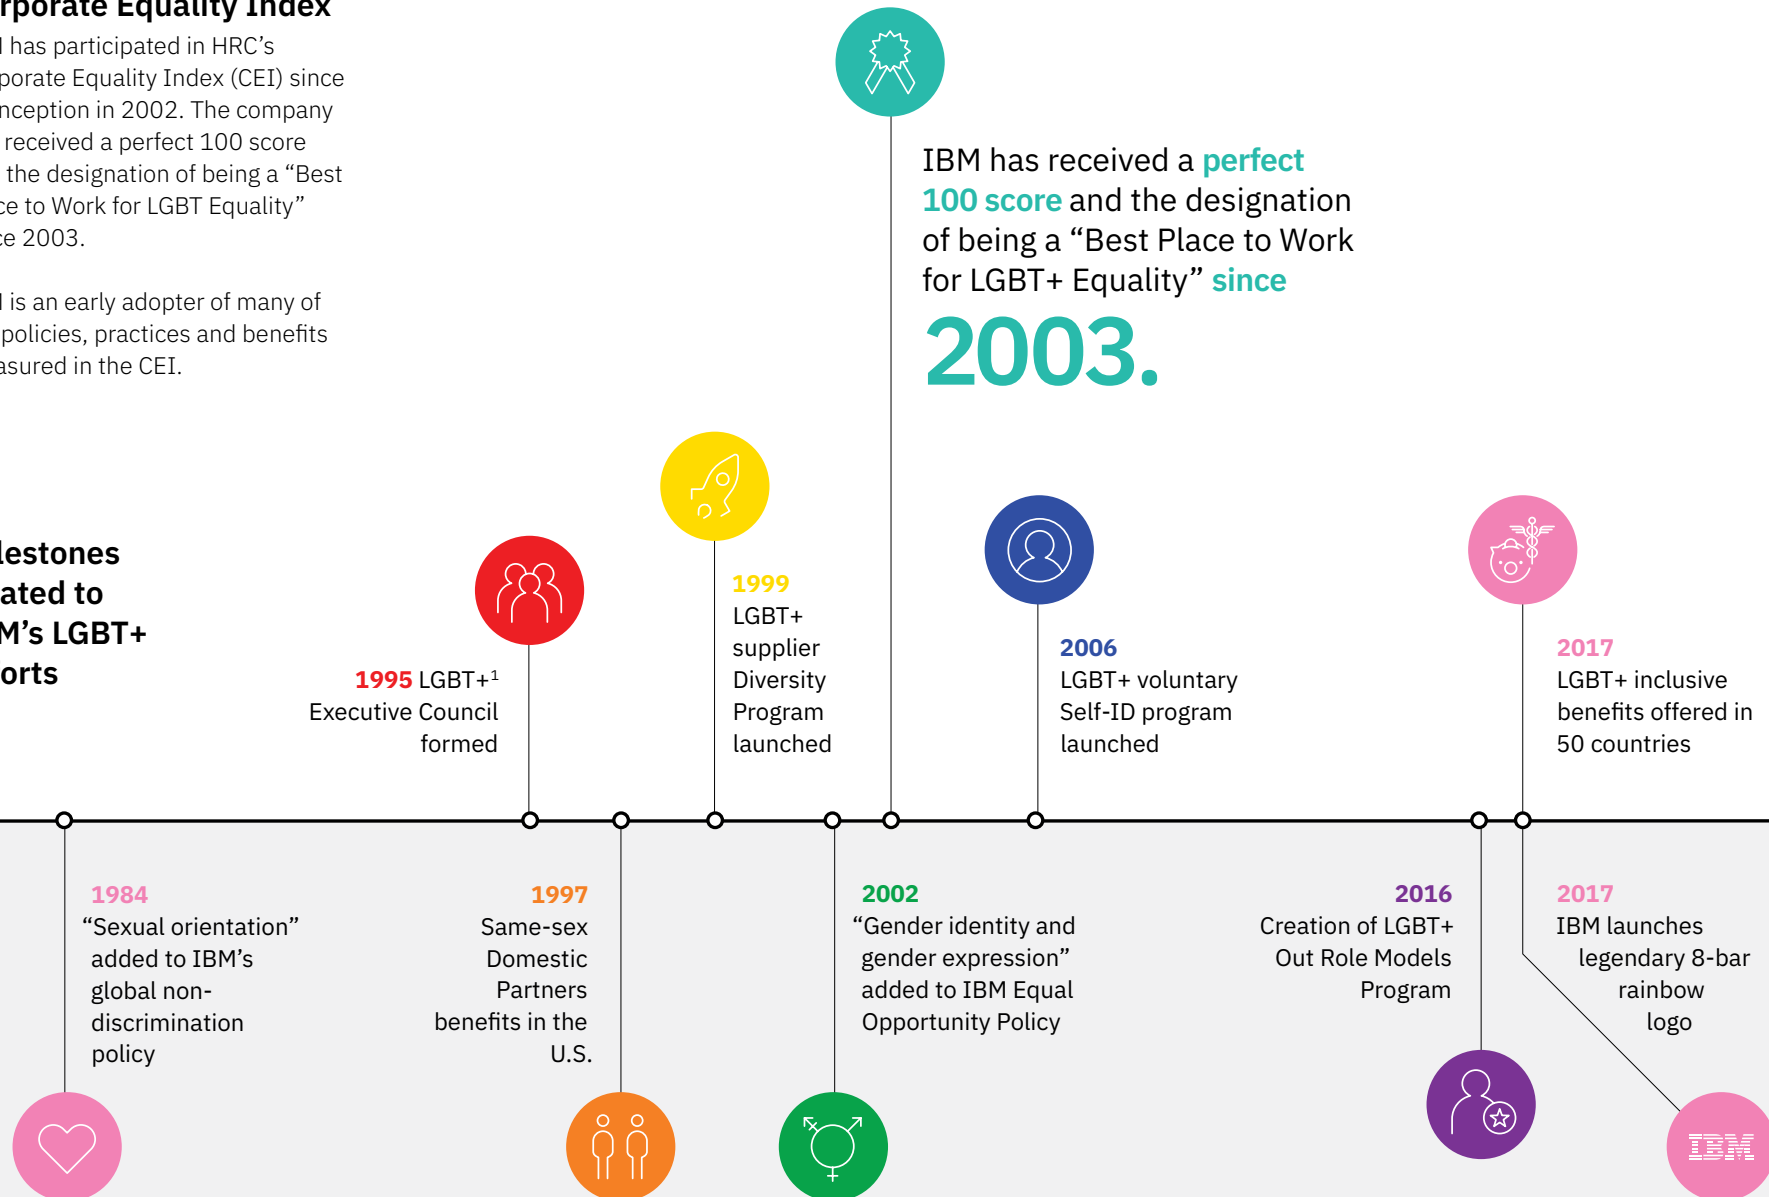 rporate Equality Index
has participated in HRC's
porate Equality Index (CEI) since
nception in 2002. The company
received a perfect 100 score
the designation of being a “Best
ce to Work for LGBT Equality”
ce 2003.
is an early adopter of many of
policies, practices and benefits
asured in the CEI.
IBM has received a perfect
100 score and the designation
of being a “Best Place to Work
for LGBT+ Equality” since
2003.
lestones
ated to
M’s LGBT+
orts
1995 LGBT+¹
Executive Council
formed
1999
LGBT+
supplier
Diversity
Program
launched
2006
LGBT+ voluntary
Self-ID program
launched
2017
LGBT+ inclusive
benefits offered in
50 countries
1984
“Sexual orientation”
added to IBM’s
global non-
discrimination
policy
1997
Same-sex
Domestic
Partners
benefits in the
U.S.
2002
“Gender identity and
gender expression”
added to IBM Equal
Opportunity Policy
2016
Creation of LGBT+
Out Role Models
Program
2017
IBM launches
legendary 8-bar
rainbow
logo
IBM